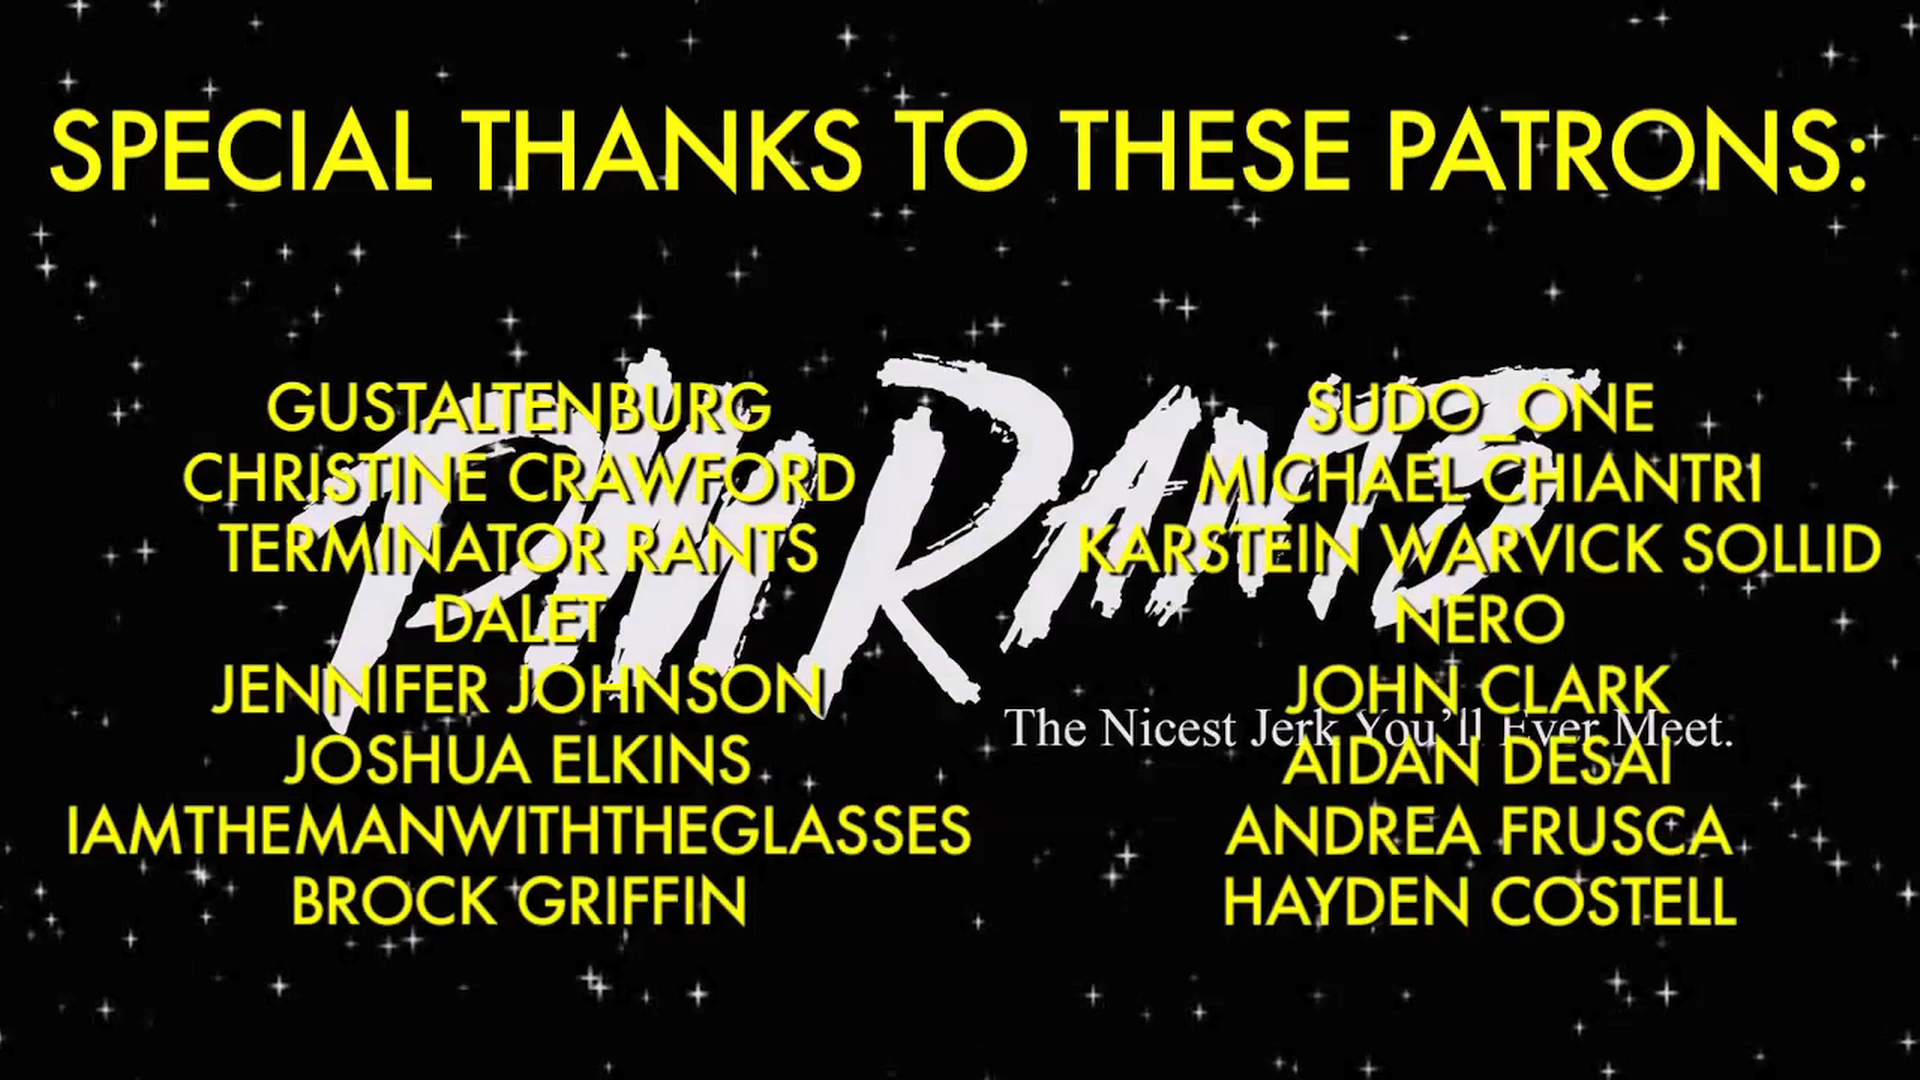 SPECIAL THANKS TO THESE PATRONS:
GUSTALTENBURG
CHRISTINE CRAWFORD
TERMINATOR RANTS
DALET
JENNIFER JOHNSON
JOSHUA ELKINS
IAMTHEMANWITHTHEGLASSES
BROCK GRIFFIN
SUDO_ONE
MICHAEL CHIANTRI
KARSTEIN WARVICK SOLLID
NERO
JOHN CLARK
AIDAN DESAI
ANDREA FRUSCA
HAYDEN COSTELL
RANTS
The Nicest Jerk You'll Ever Meet.